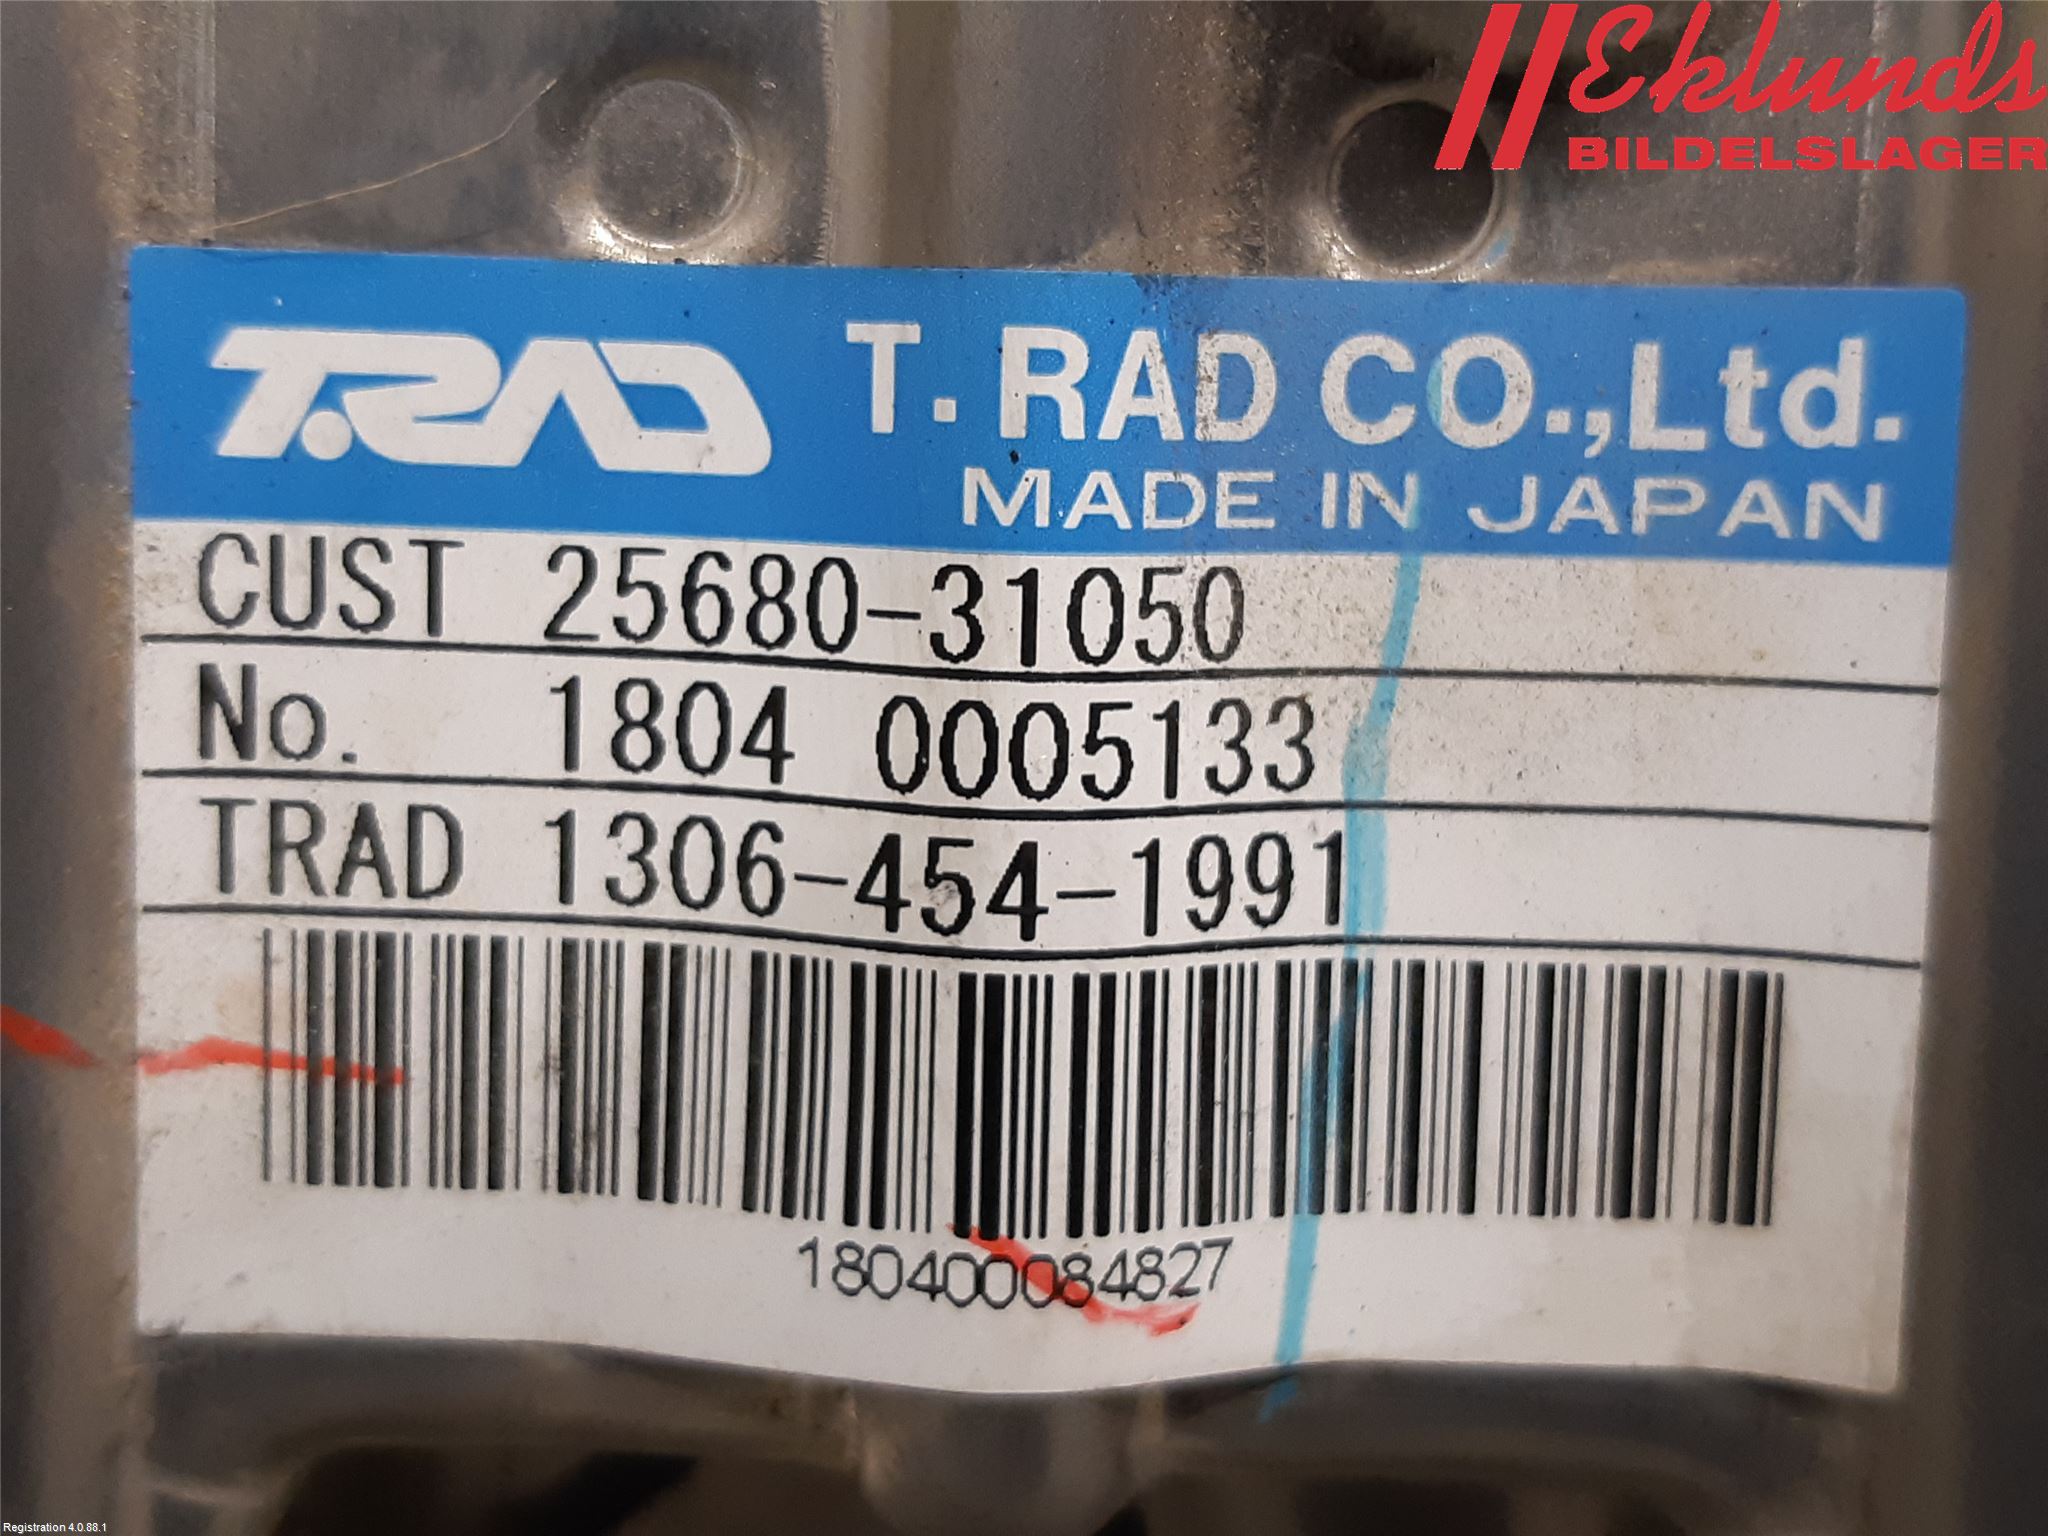 Eklunds
BILDELSLAGER
T.RAD T. RAD CO.,Ltd.
MADE IN JAPAN
CUST 25680-31050
No. 1804 0005133
TRAD 1306-454-1991
180400084827
Registration 4.0.88.1